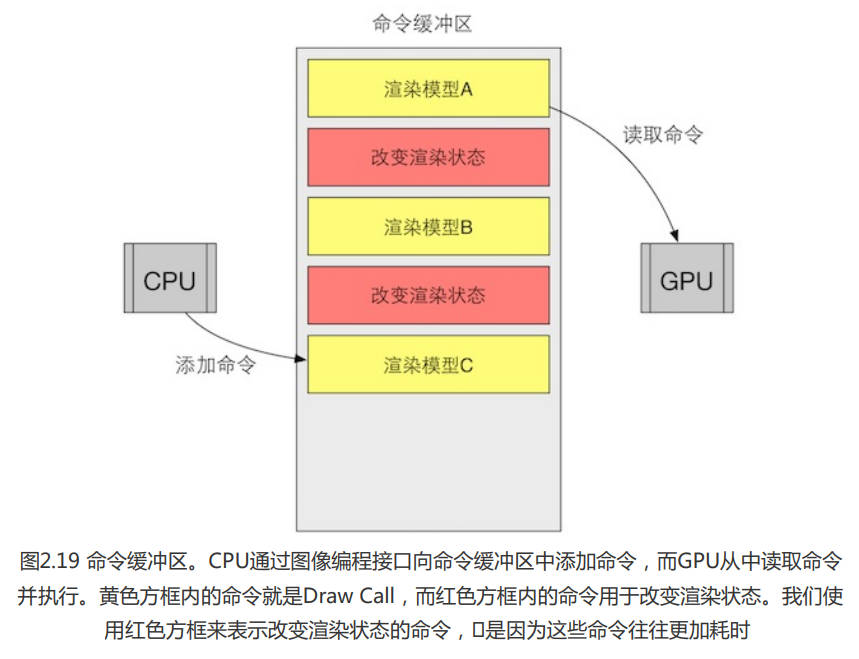 命令缓冲区
渲染模型A
读取命令
改变渲染状态
渲染模型B
CPU
GPU
改变渲染状态
添加命令
渲染模型C
图2.19 命令缓冲区。CPU通过图像编程接口向命令缓冲区中添加命令，而GPU从中读取命令
并执行。黄色方框内的命令就是Draw Call，而红色方框内的命令用于改变渲染状态。我们使
用红色方框来表示改变渲染状态的命令，是因为这些命令往往更加耗时